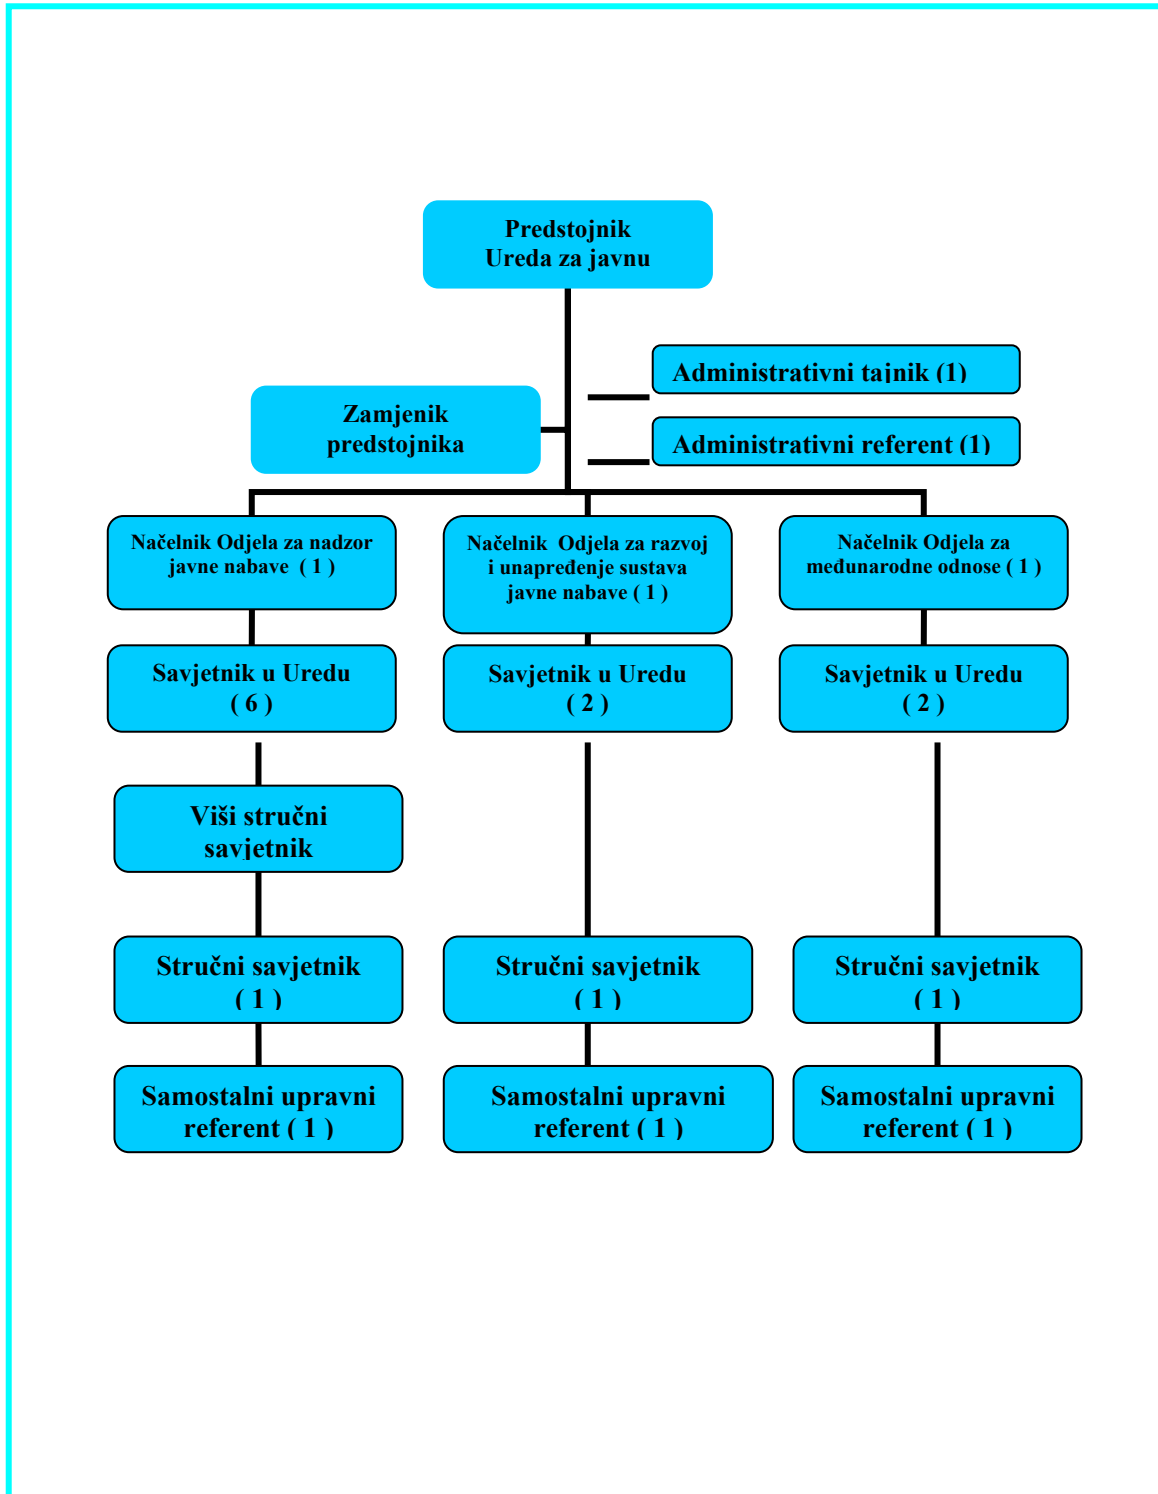 Predstojnik
Ureda za javnu
Administrativni tajnik (1)
Zamjenik
predstojnika
Administrativni referent (1)
Načelnik Odjela za nadzor
javne nabave ( 1 )
Načelnik Odjela za razvoj
i unapređenje sustava
javne nabave ( 1 )
Načelnik Odjela za
međunarodne odnose ( 1 )
Savjetnik u Uredu
( 6 )
Savjetnik u Uredu
( 2 )
Savjetnik u Uredu
( 2 )
Viši stručni
savjetnik
Stručni savjetnik
( 1 )
Stručni savjetnik
( 1 )
Stručni savjetnik
( 1 )
Samostalni upravni
referent ( 1 )
Samostalni upravni
referent ( 1 )
Samostalni upravni
referent ( 1 )